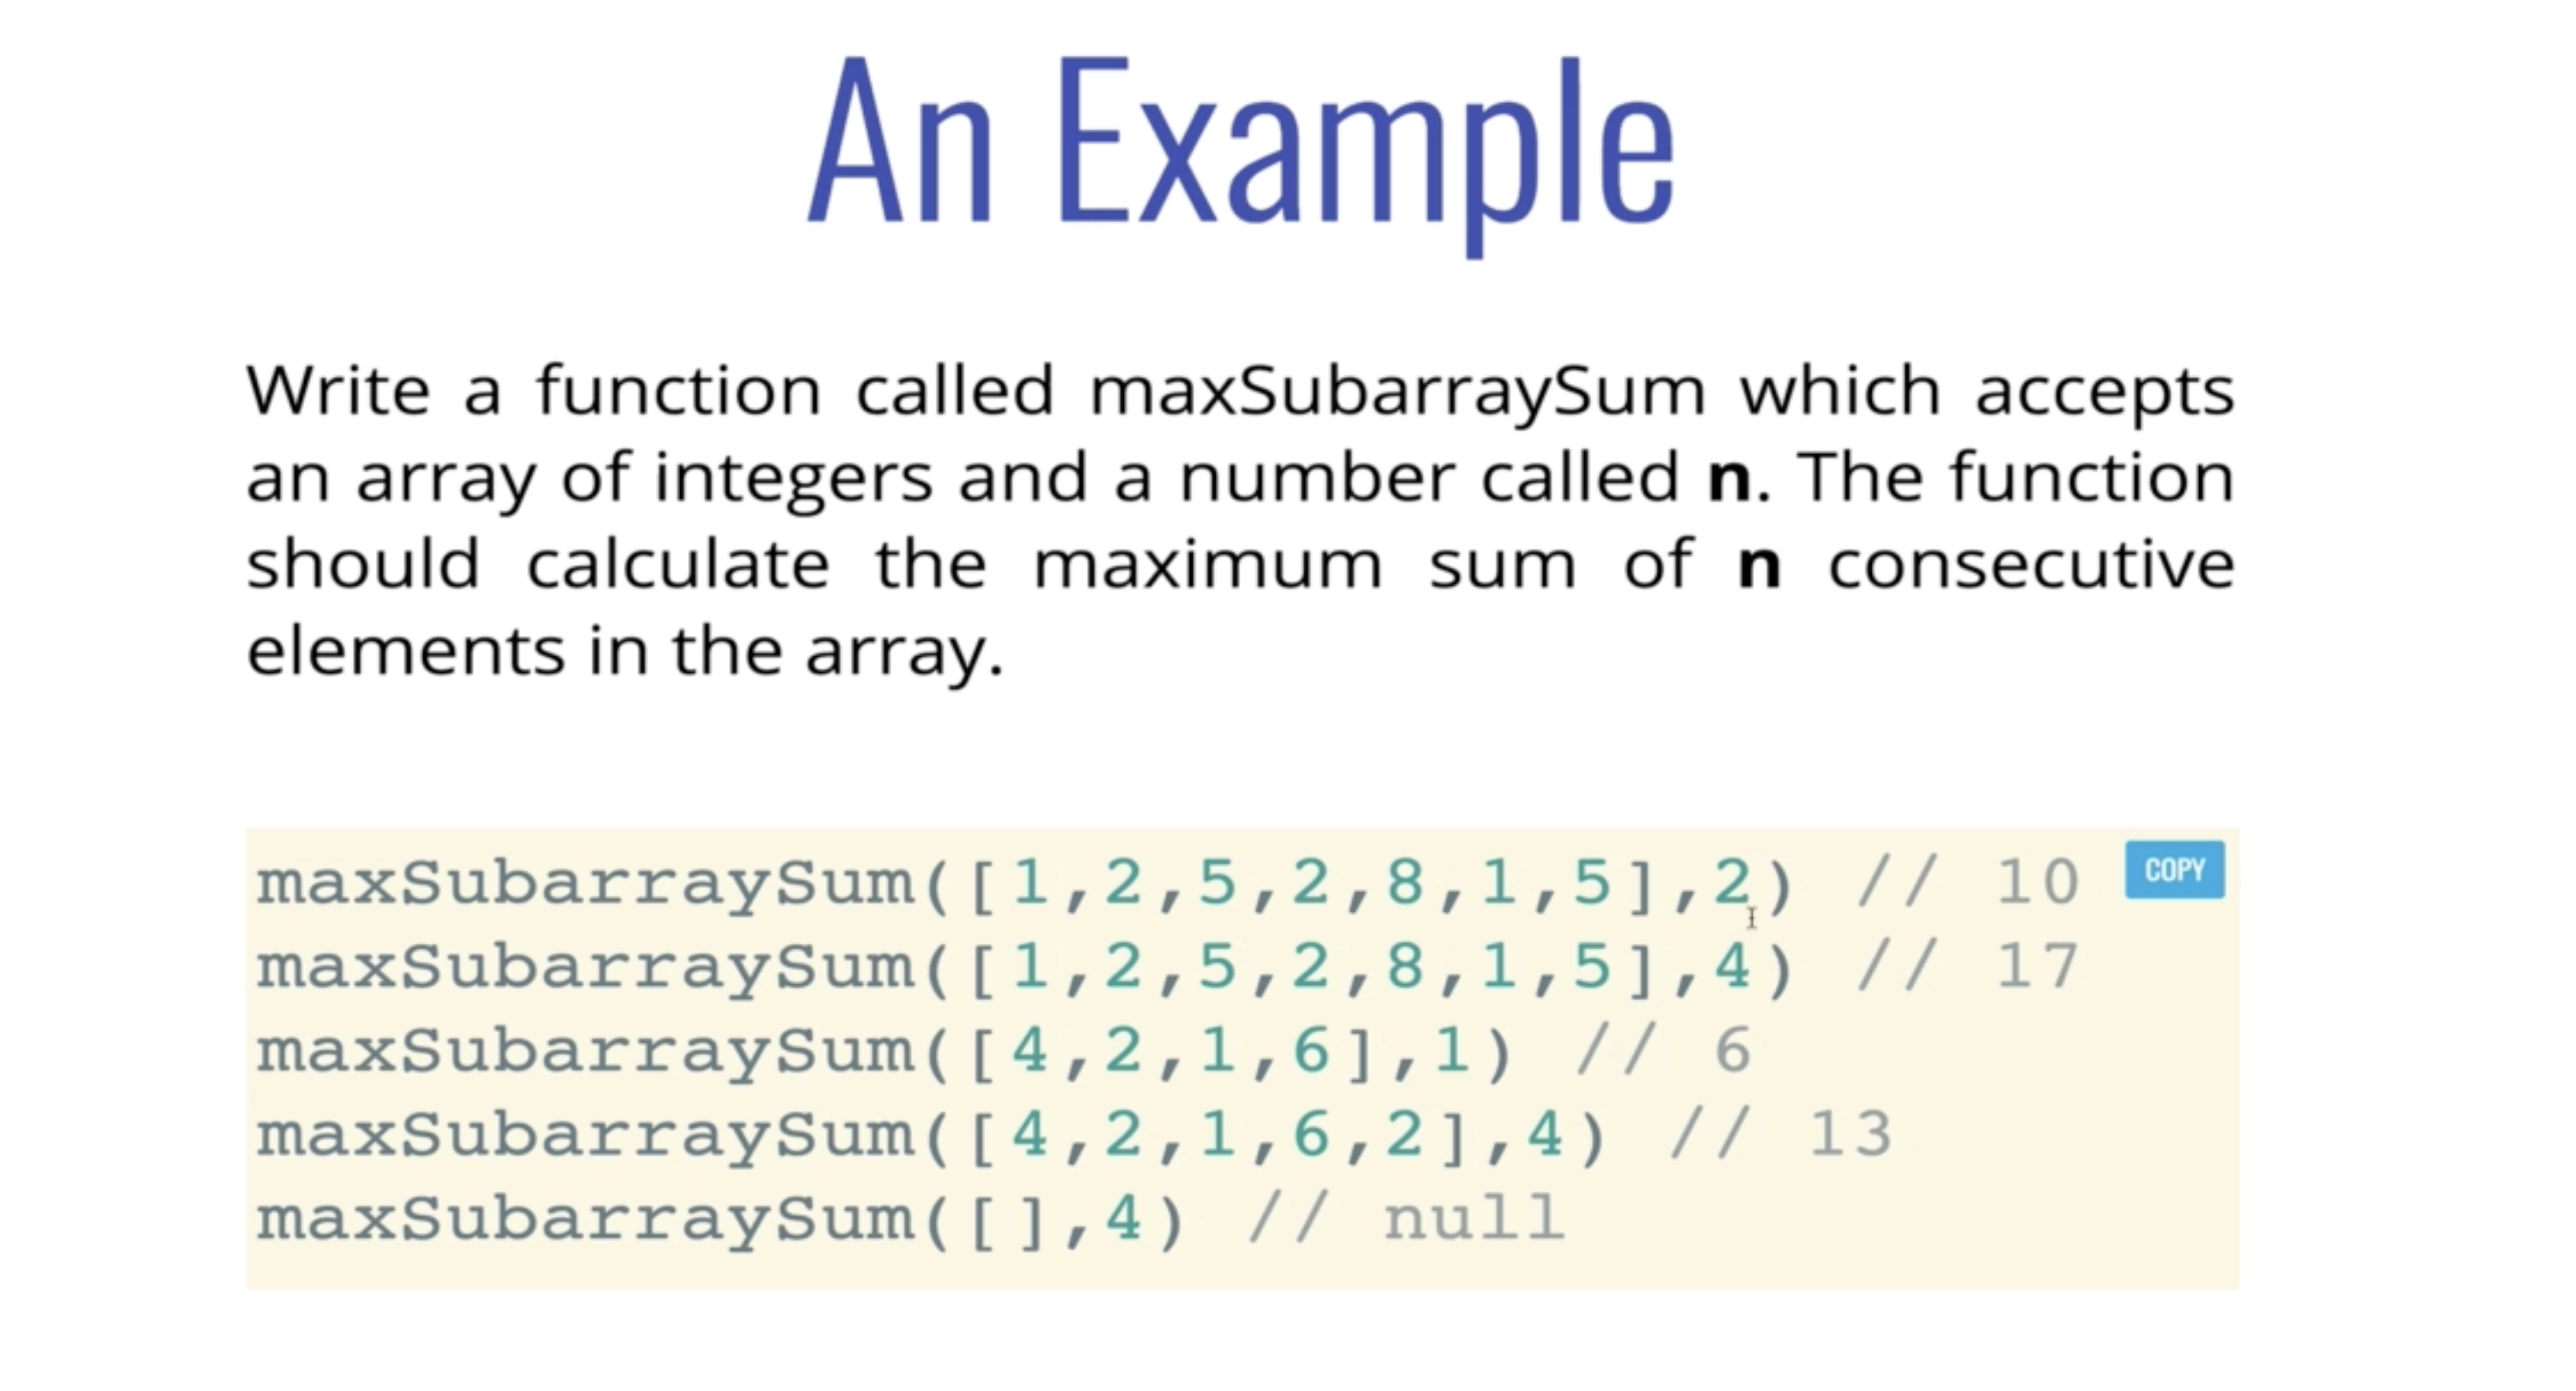 An Example
Write a function called maxSubarraySum which accepts
an array of integers and a number called n. The function
should calculate the maximum sum of n consecutive
elements in the array.
maxSubarraySum([1,2,5,2,8,1,5],2) // 10
COPY
maxSubarraySum([1,2,5,2,8,1,5],4) // 17
maxSubarraySum([4,2,1,6],1) // 6
maxSubarraySum([4,2,1,6,2],4) // 13
maxSubarraySum([],4) // null